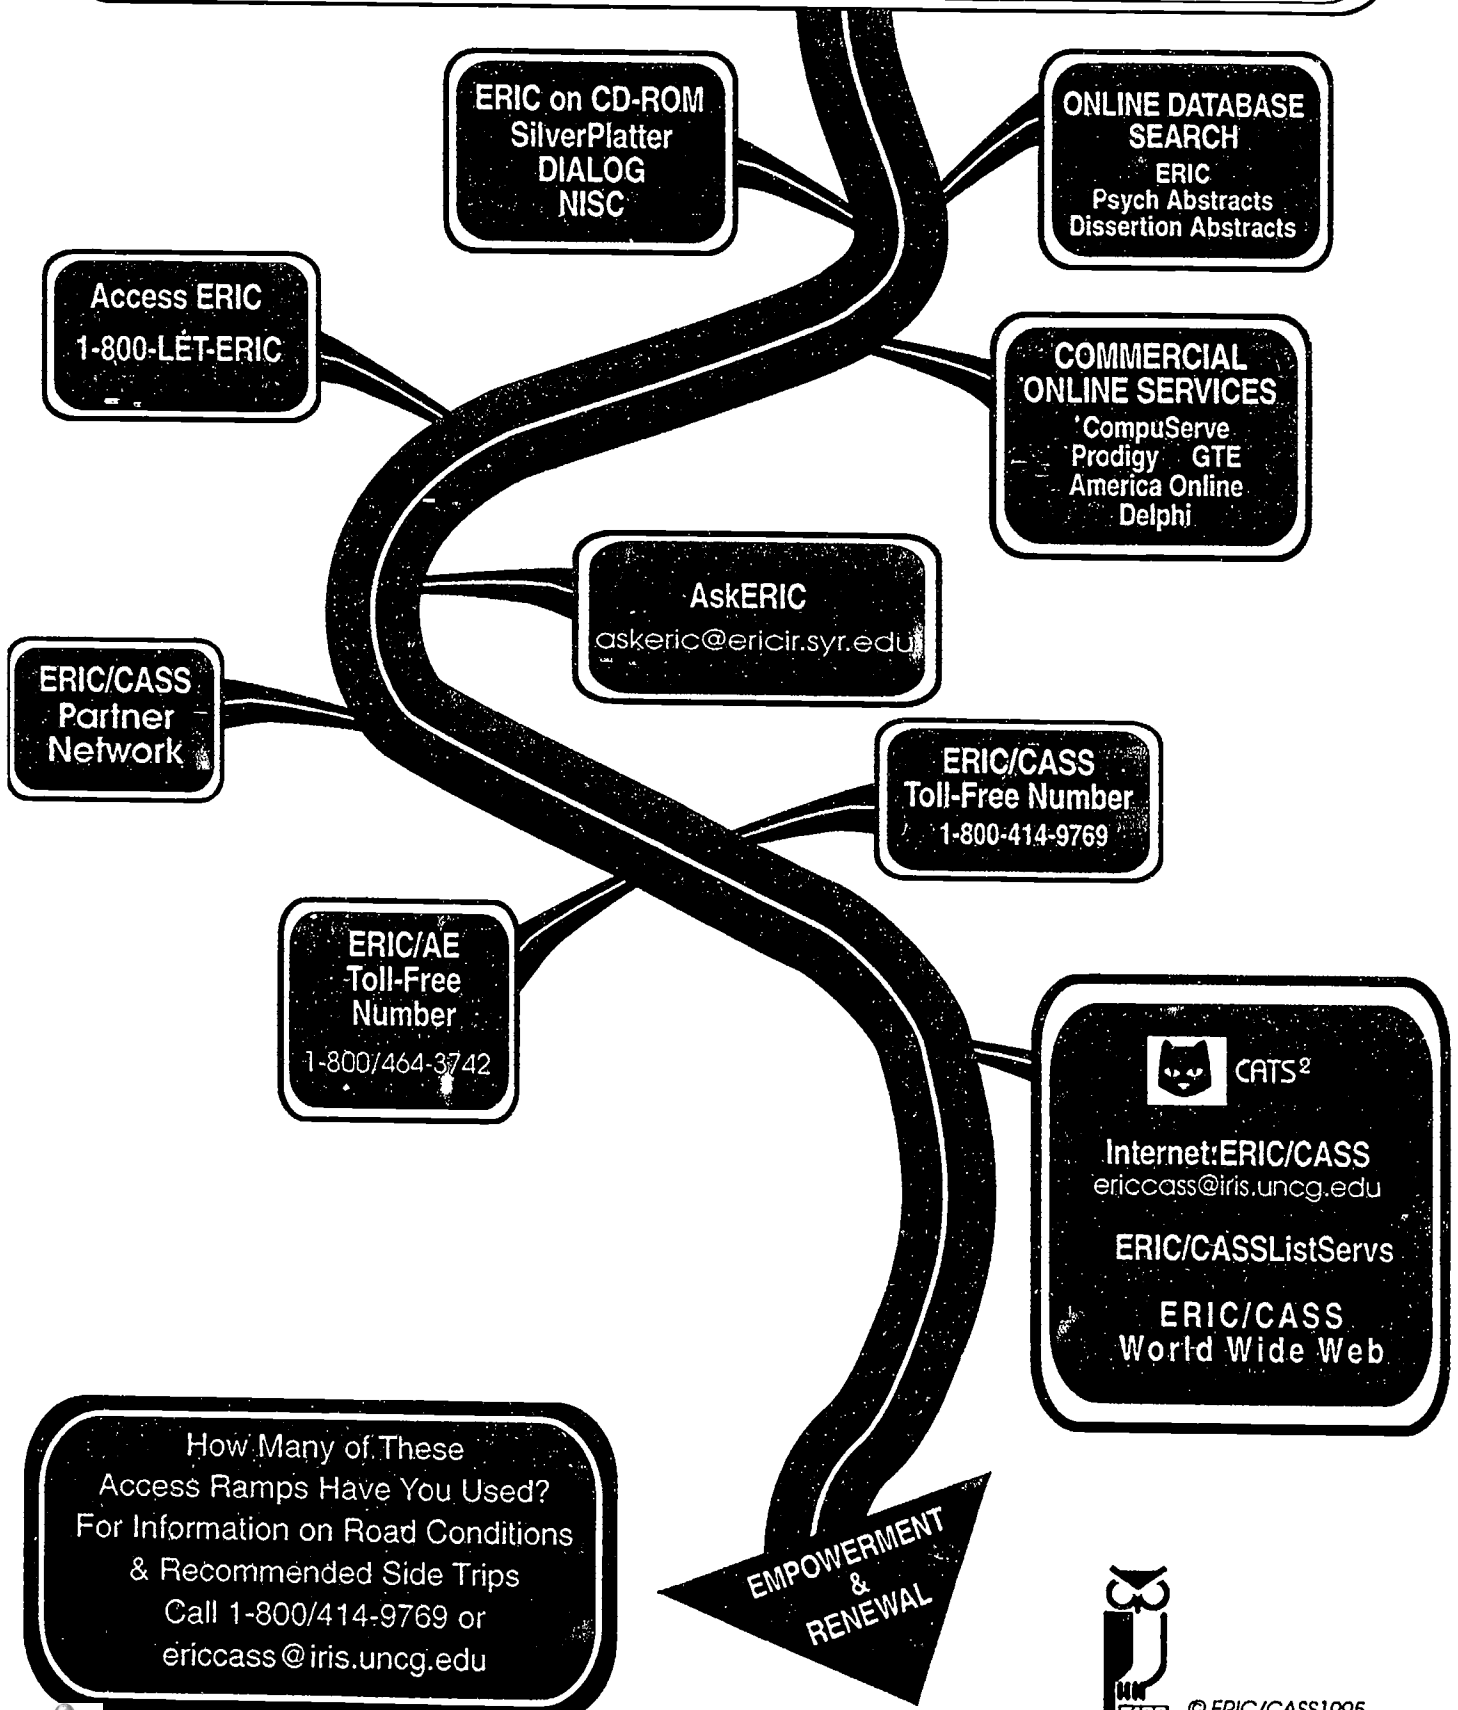 ERIC on CD-ROM
SilverPlatter
DIALOG
NISC
ONLINE DATABASE
SEARCH
ERIC
Psych Abstracts
Dissertion Abstracts
Access ERIC
1-800-LET-ERIC
COMMERCIAL
ONLINE SERVICES
CompuServe
Prodigy GTE
America Online
Delphi
AskERIC
askeric@ericir.syr.edu
ERIC/CASS
Partner
Network
ERIC/CASS
Toll-Free Number
1-800-414-9769
ERIC/AE
Toll-Free
Number
1-800/464-3742
CATS²
Internet:ERIC/CASS
ericcass@iris.uncg.edu
ERIC/CASSListServs
ERIC/CASS
World Wide Web
How Many of These
Access Ramps Have You Used?
For Information on Road Conditions
& Recommended Side Trips
Call 1-800/414-9769 or
ericcass@iris.uncg.edu
EMPOWERMENT
&
RENEWAL
© ERIC/CASS1995